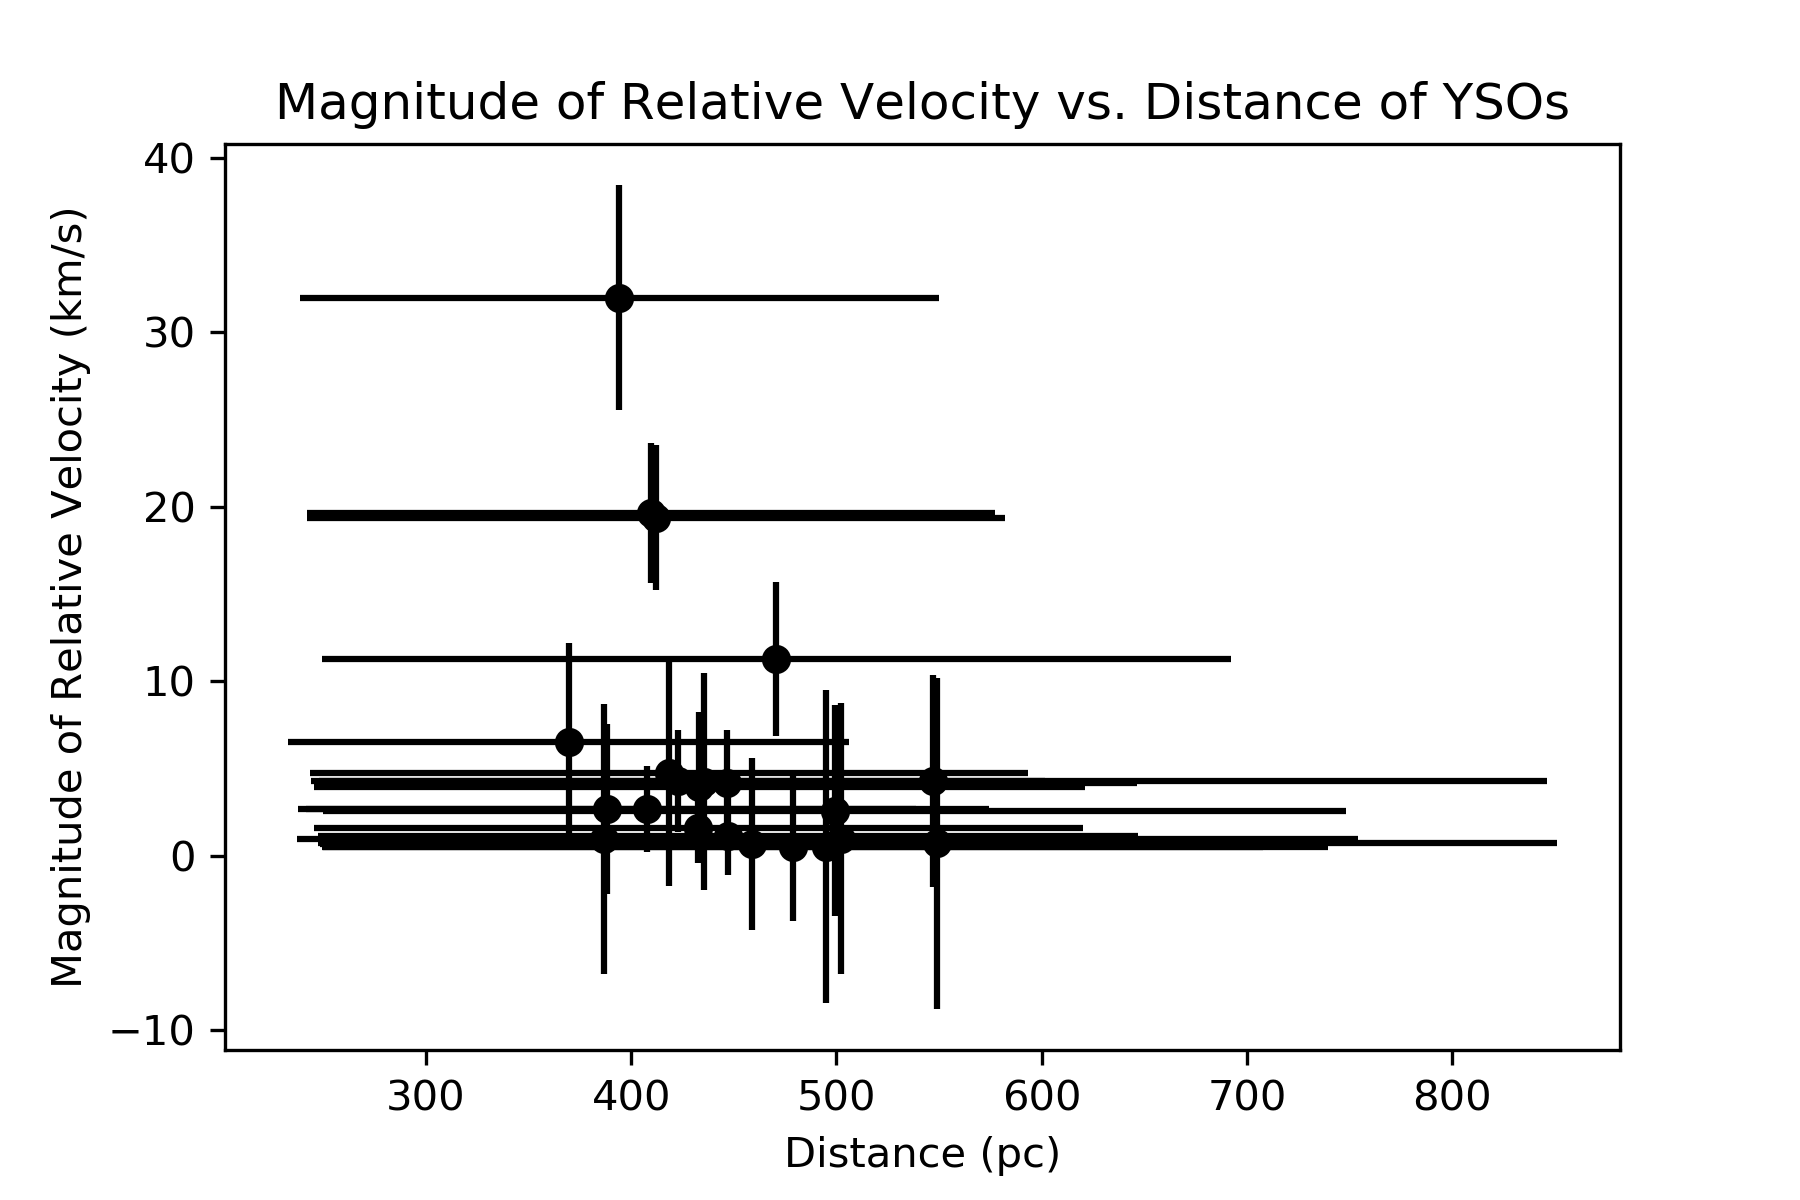 Magnitude of Relative Velocity vs. Distance of YSOs
Magnitude of Relative Velocity (km/s)
40
30
20
10
0
−10
300 400 500 600 700 800
Distance (pc)